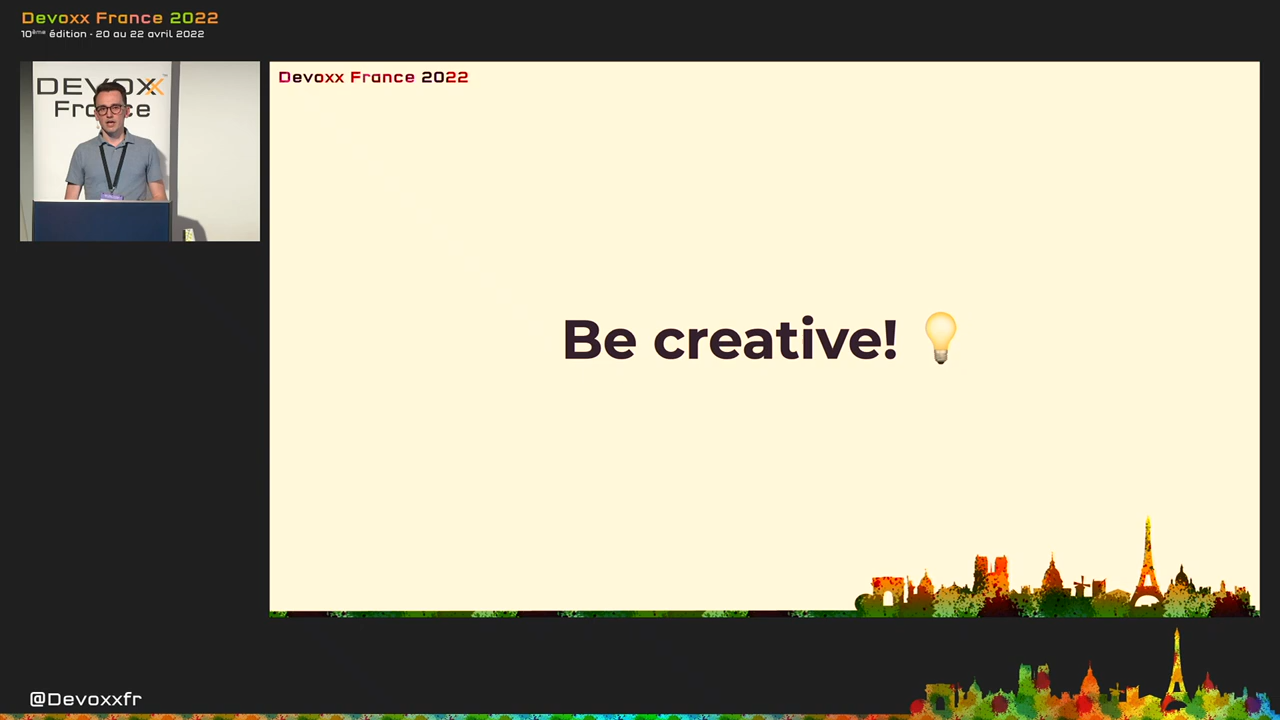 Devoxx France 2022
10ème édition - 20 au 22 avril 2022
DEVOXX
France
Devoxx France 2022
Be creative!
@Devoxxfr